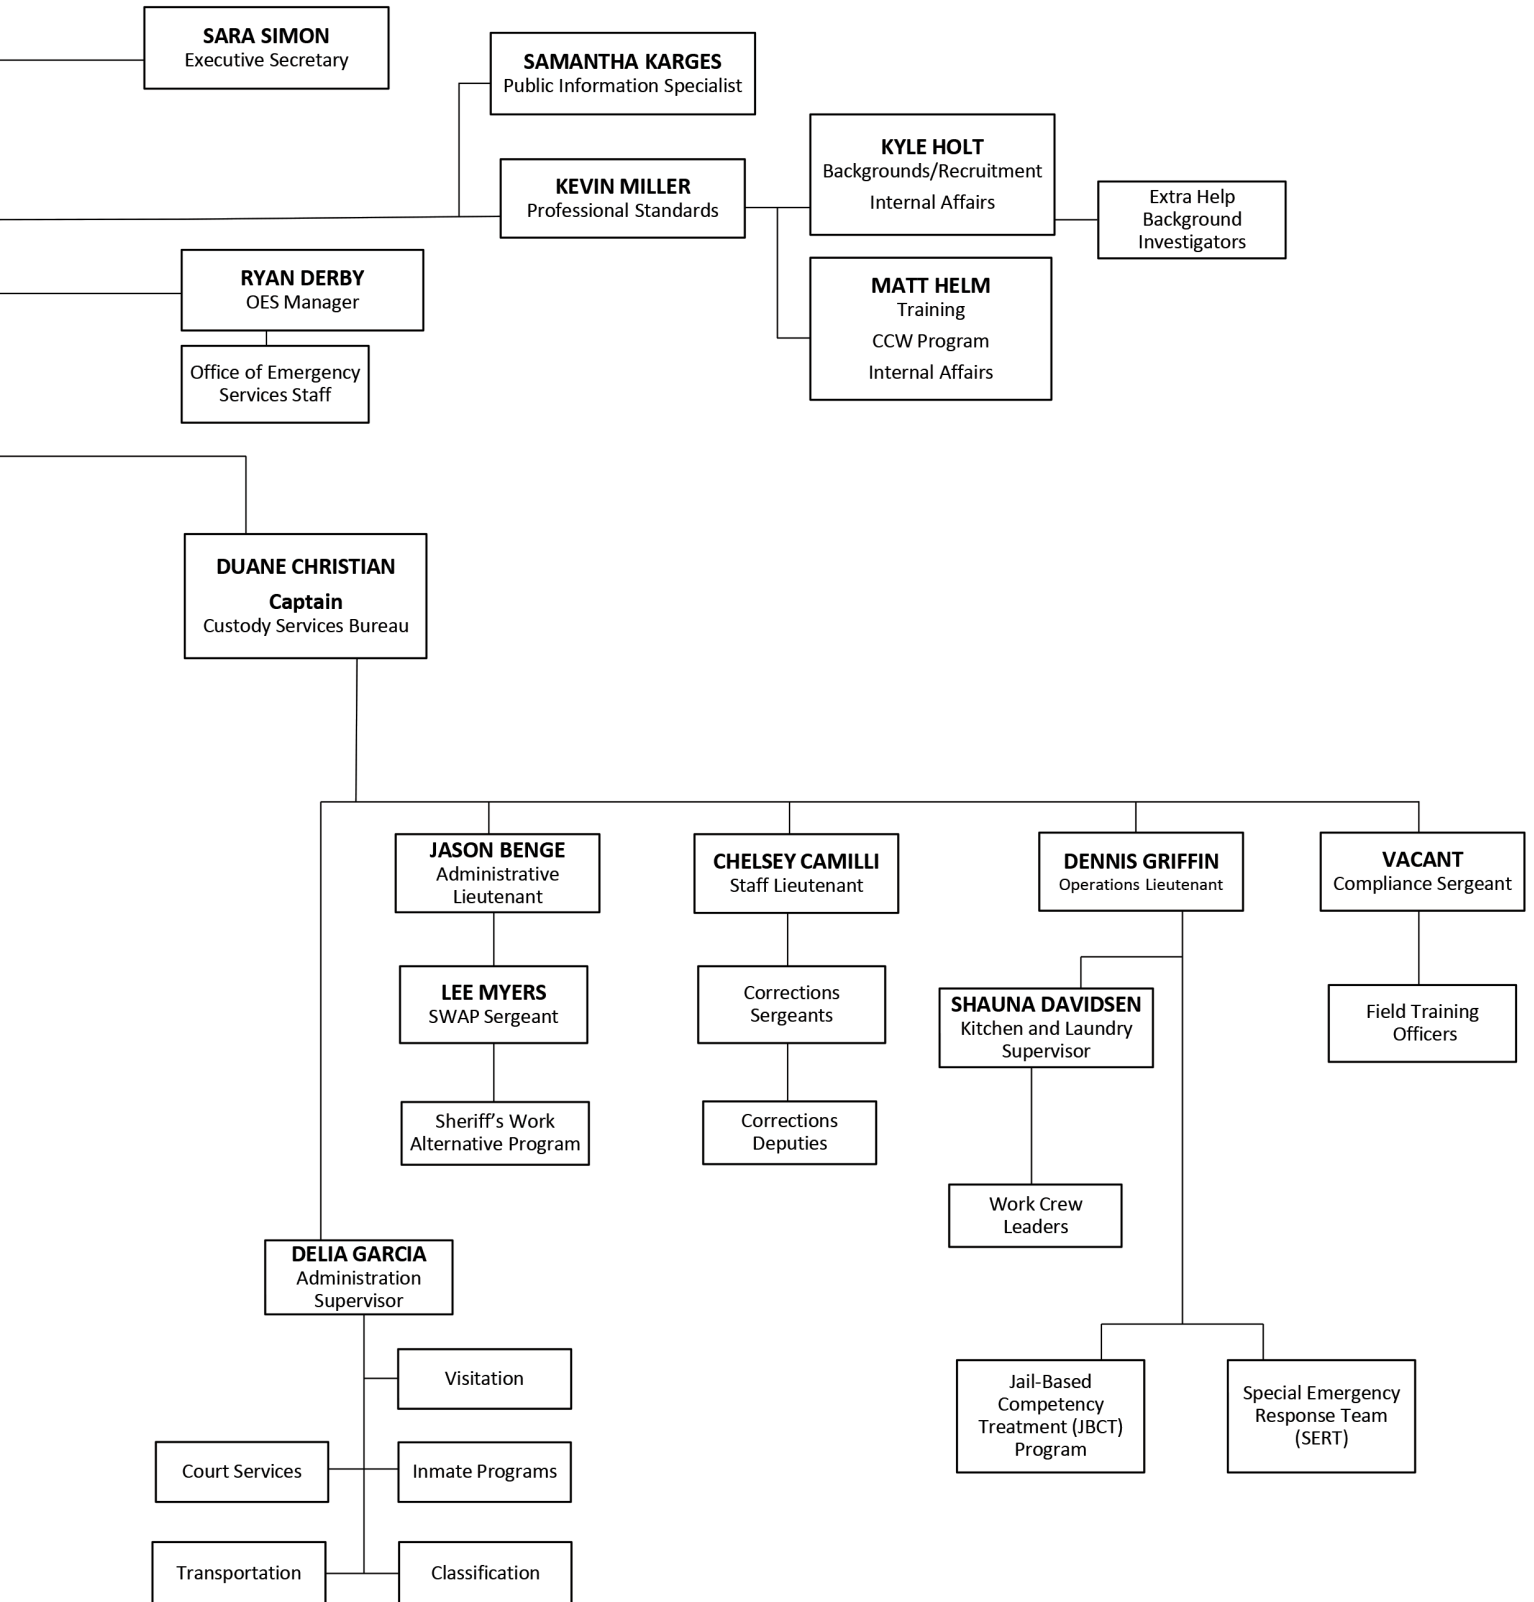 SARA SIMON
Executive Secretary
SAMANTHA KARGES
Public Information Specialist
KYLE HOLT
Backgrounds/Recruitment
Internal Affairs
KEVIN MILLER
Professional Standards
Extra Help
Background
Investigators
RYAN DERBY
OES Manager
MATT HELM
Training
CCW Program
Internal Affairs
Office of Emergency
Services Staff
DUANE CHRISTIAN
Captain
Custody Services Bureau
JASON BENGE
Administrative
Lieutenant
CHELSEY CAMILLI
Staff Lieutenant
DENNIS GRIFFIN
Operations Lieutenant
VACANT
Compliance Sergeant
LEE MYERS
SWAP Sergeant
Corrections
Sergeants
SHAUNA DAVIDSEN
Kitchen and Laundry
Supervisor
Field Training
Officers
Sheriff’s Work
Alternative Program
Corrections
Deputies
Work Crew
Leaders
DELIA GARCIA
Administration
Supervisor
Visitation
Jail-Based
Competency
Treatment (JBCT)
Program
Special Emergency
Response Team
(SERT)
Court Services
Inmate Programs
Transportation
Classification